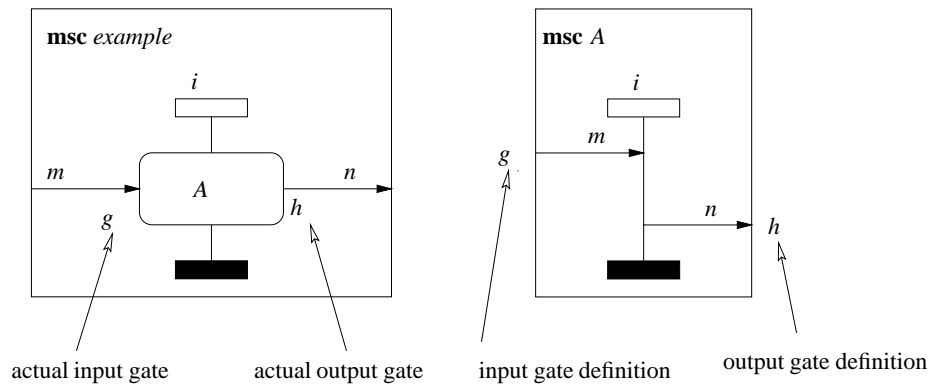 msc example
i
m
A
n
g
h
actual input gate
actual output gate
msc A
i
m
g
n
h
input gate definition
output gate definition